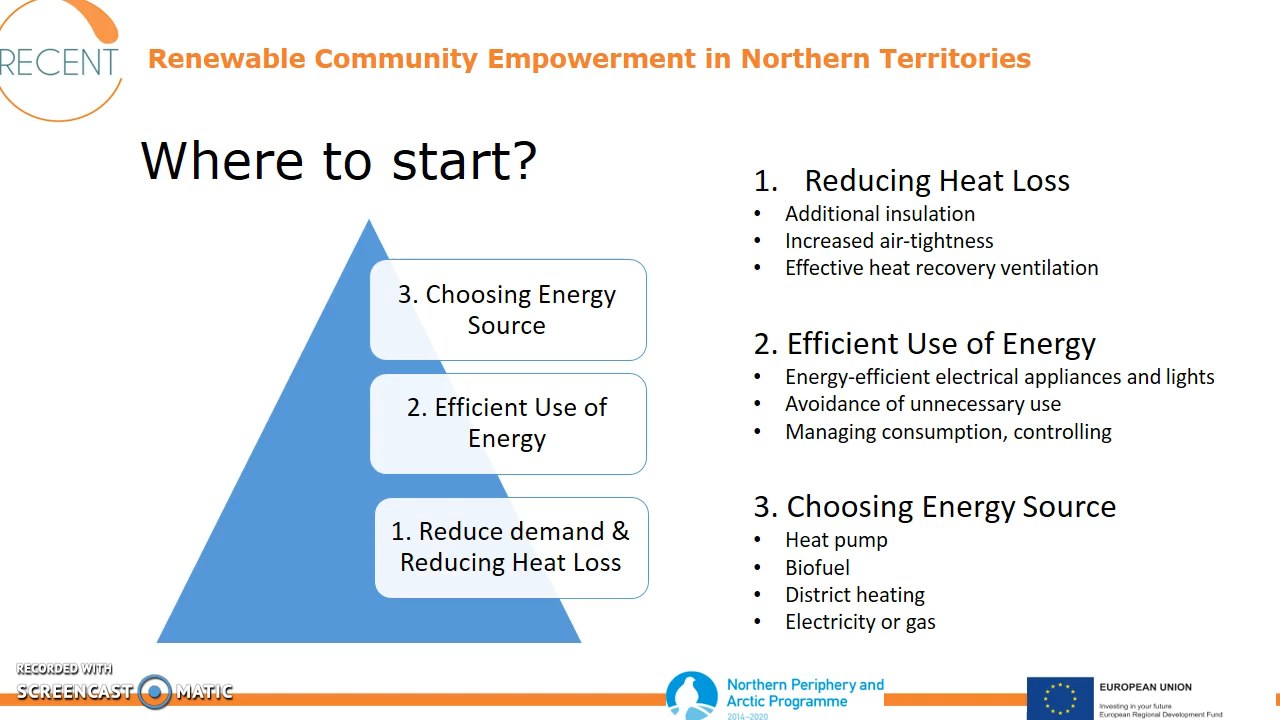 RECENT
Renewable Community Empowerment in Northern Territories
Where to start?
3. Choosing Energy
Source
2. Efficient Use of
Energy
1. Reduce demand &
Reducing Heat Loss
1. Reducing Heat Loss
• Additional insulation
• Increased air-tightness
• Effective heat recovery ventilation
2. Efficient Use of Energy
• Energy-efficient electrical appliances and lights
• Avoidance of unnecessary use
• Managing consumption, controlling
3. Choosing Energy Source
• Heat pump
• Biofuel
• District heating
• Electricity or gas
RECORDED WITH
SCREENCAST MATIC
Northern Periphery and
Arctic Programme
2014–2020
EUROPEAN UNION
Investing in your future
European Regional Development Fund